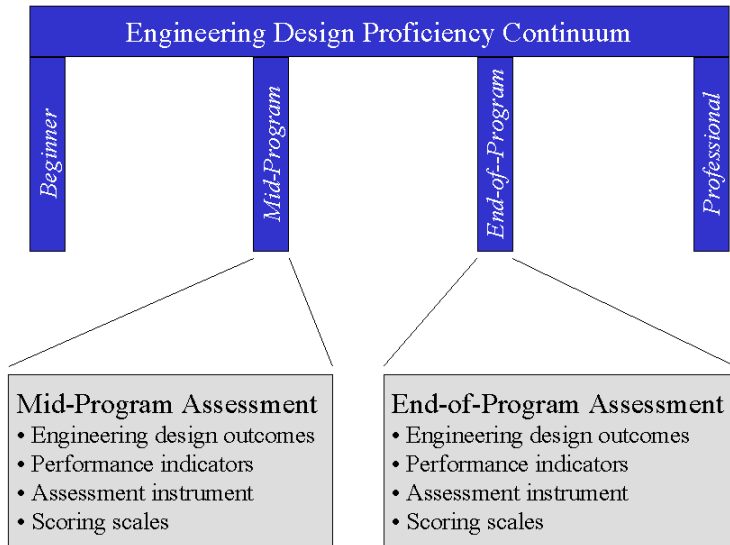 Engineering Design Proficiency Continuum
Beginner
Mid-Program
End-of--Program
Professional
Mid-Program Assessment
• Engineering design outcomes
• Performance indicators
• Assessment instrument
• Scoring scales
End-of-Program Assessment
• Engineering design outcomes
• Performance indicators
• Assessment instrument
• Scoring scales